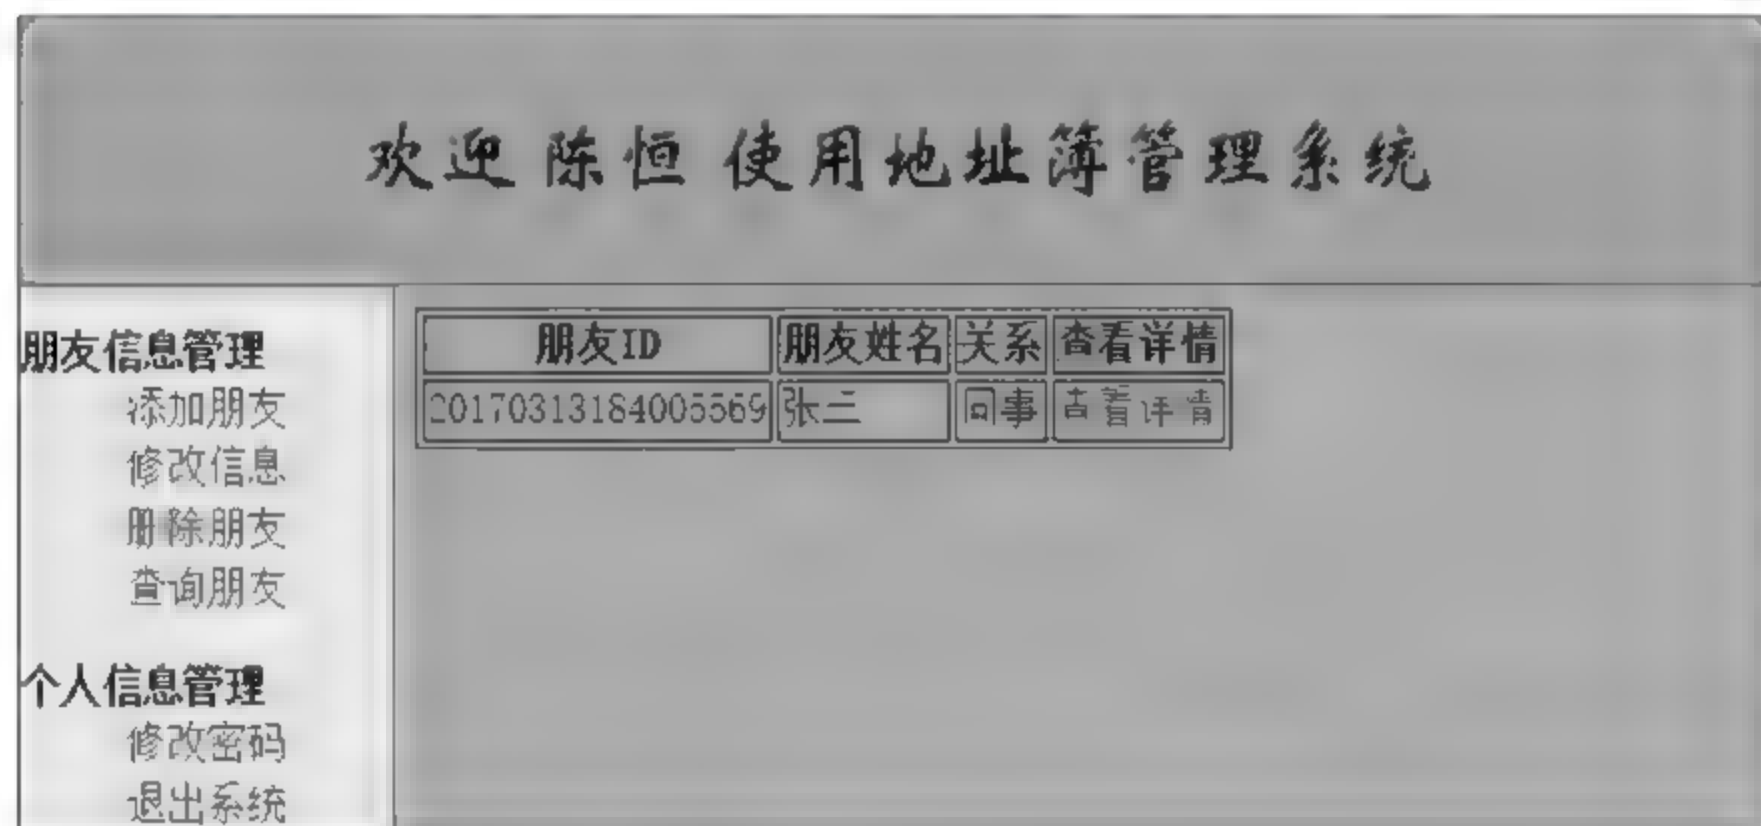 欢迎 陈恒 使用地址簿管理系统
朋友信息管理
添加朋友
修改信息
删除朋友
查询朋友
个人信息管理
修改密码
退出系统
朋友ID 朋友姓名 关系 查看详情
20170313184005569 张三 同事 查看详情